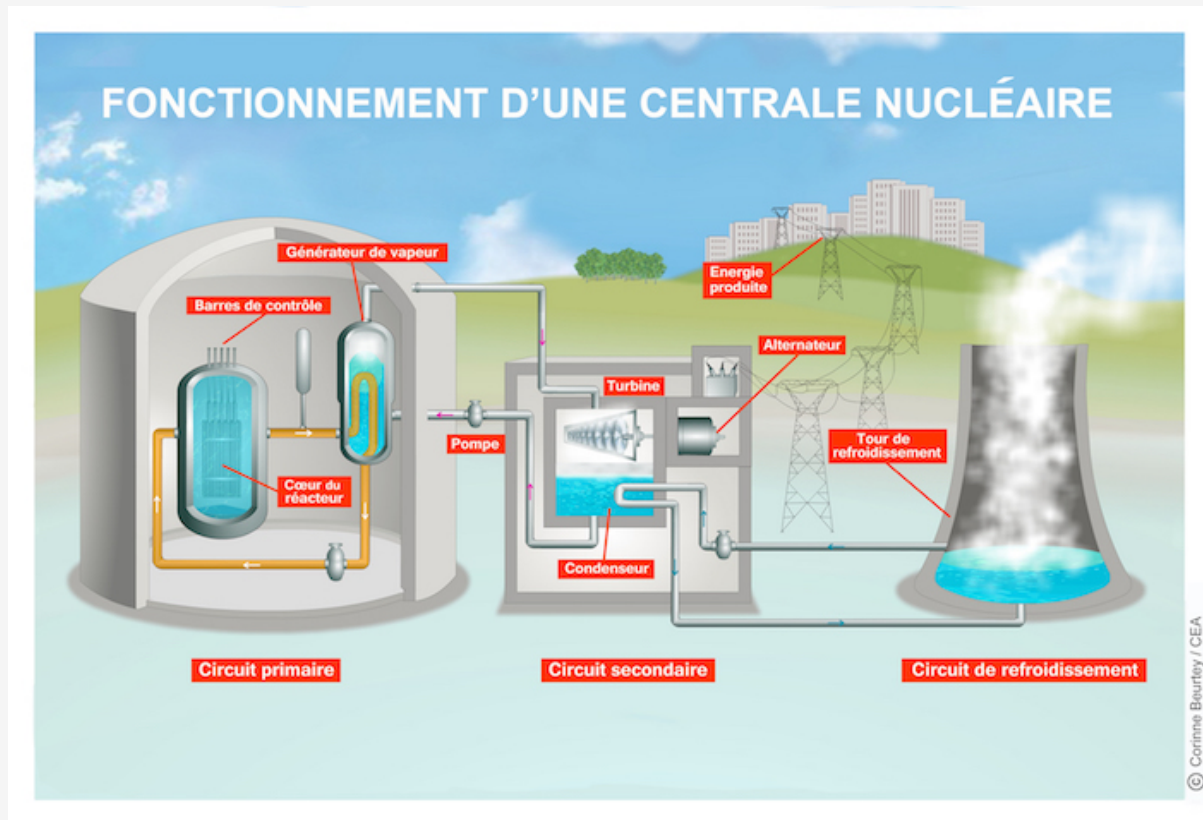 FONCTIONNEMENT D'UNE CENTRALE NUCLÉAIRE
Générateur de vapeur
Barres de contrôle
Energie
produite
Alternateur
Turbine
Pompe
Tour de
refroidissement
Cœur du
réacteur
Condenseur
Circuit primaire
Circuit secondaire
Circuit de refroidissement
© Corinne Beurtey / CEA